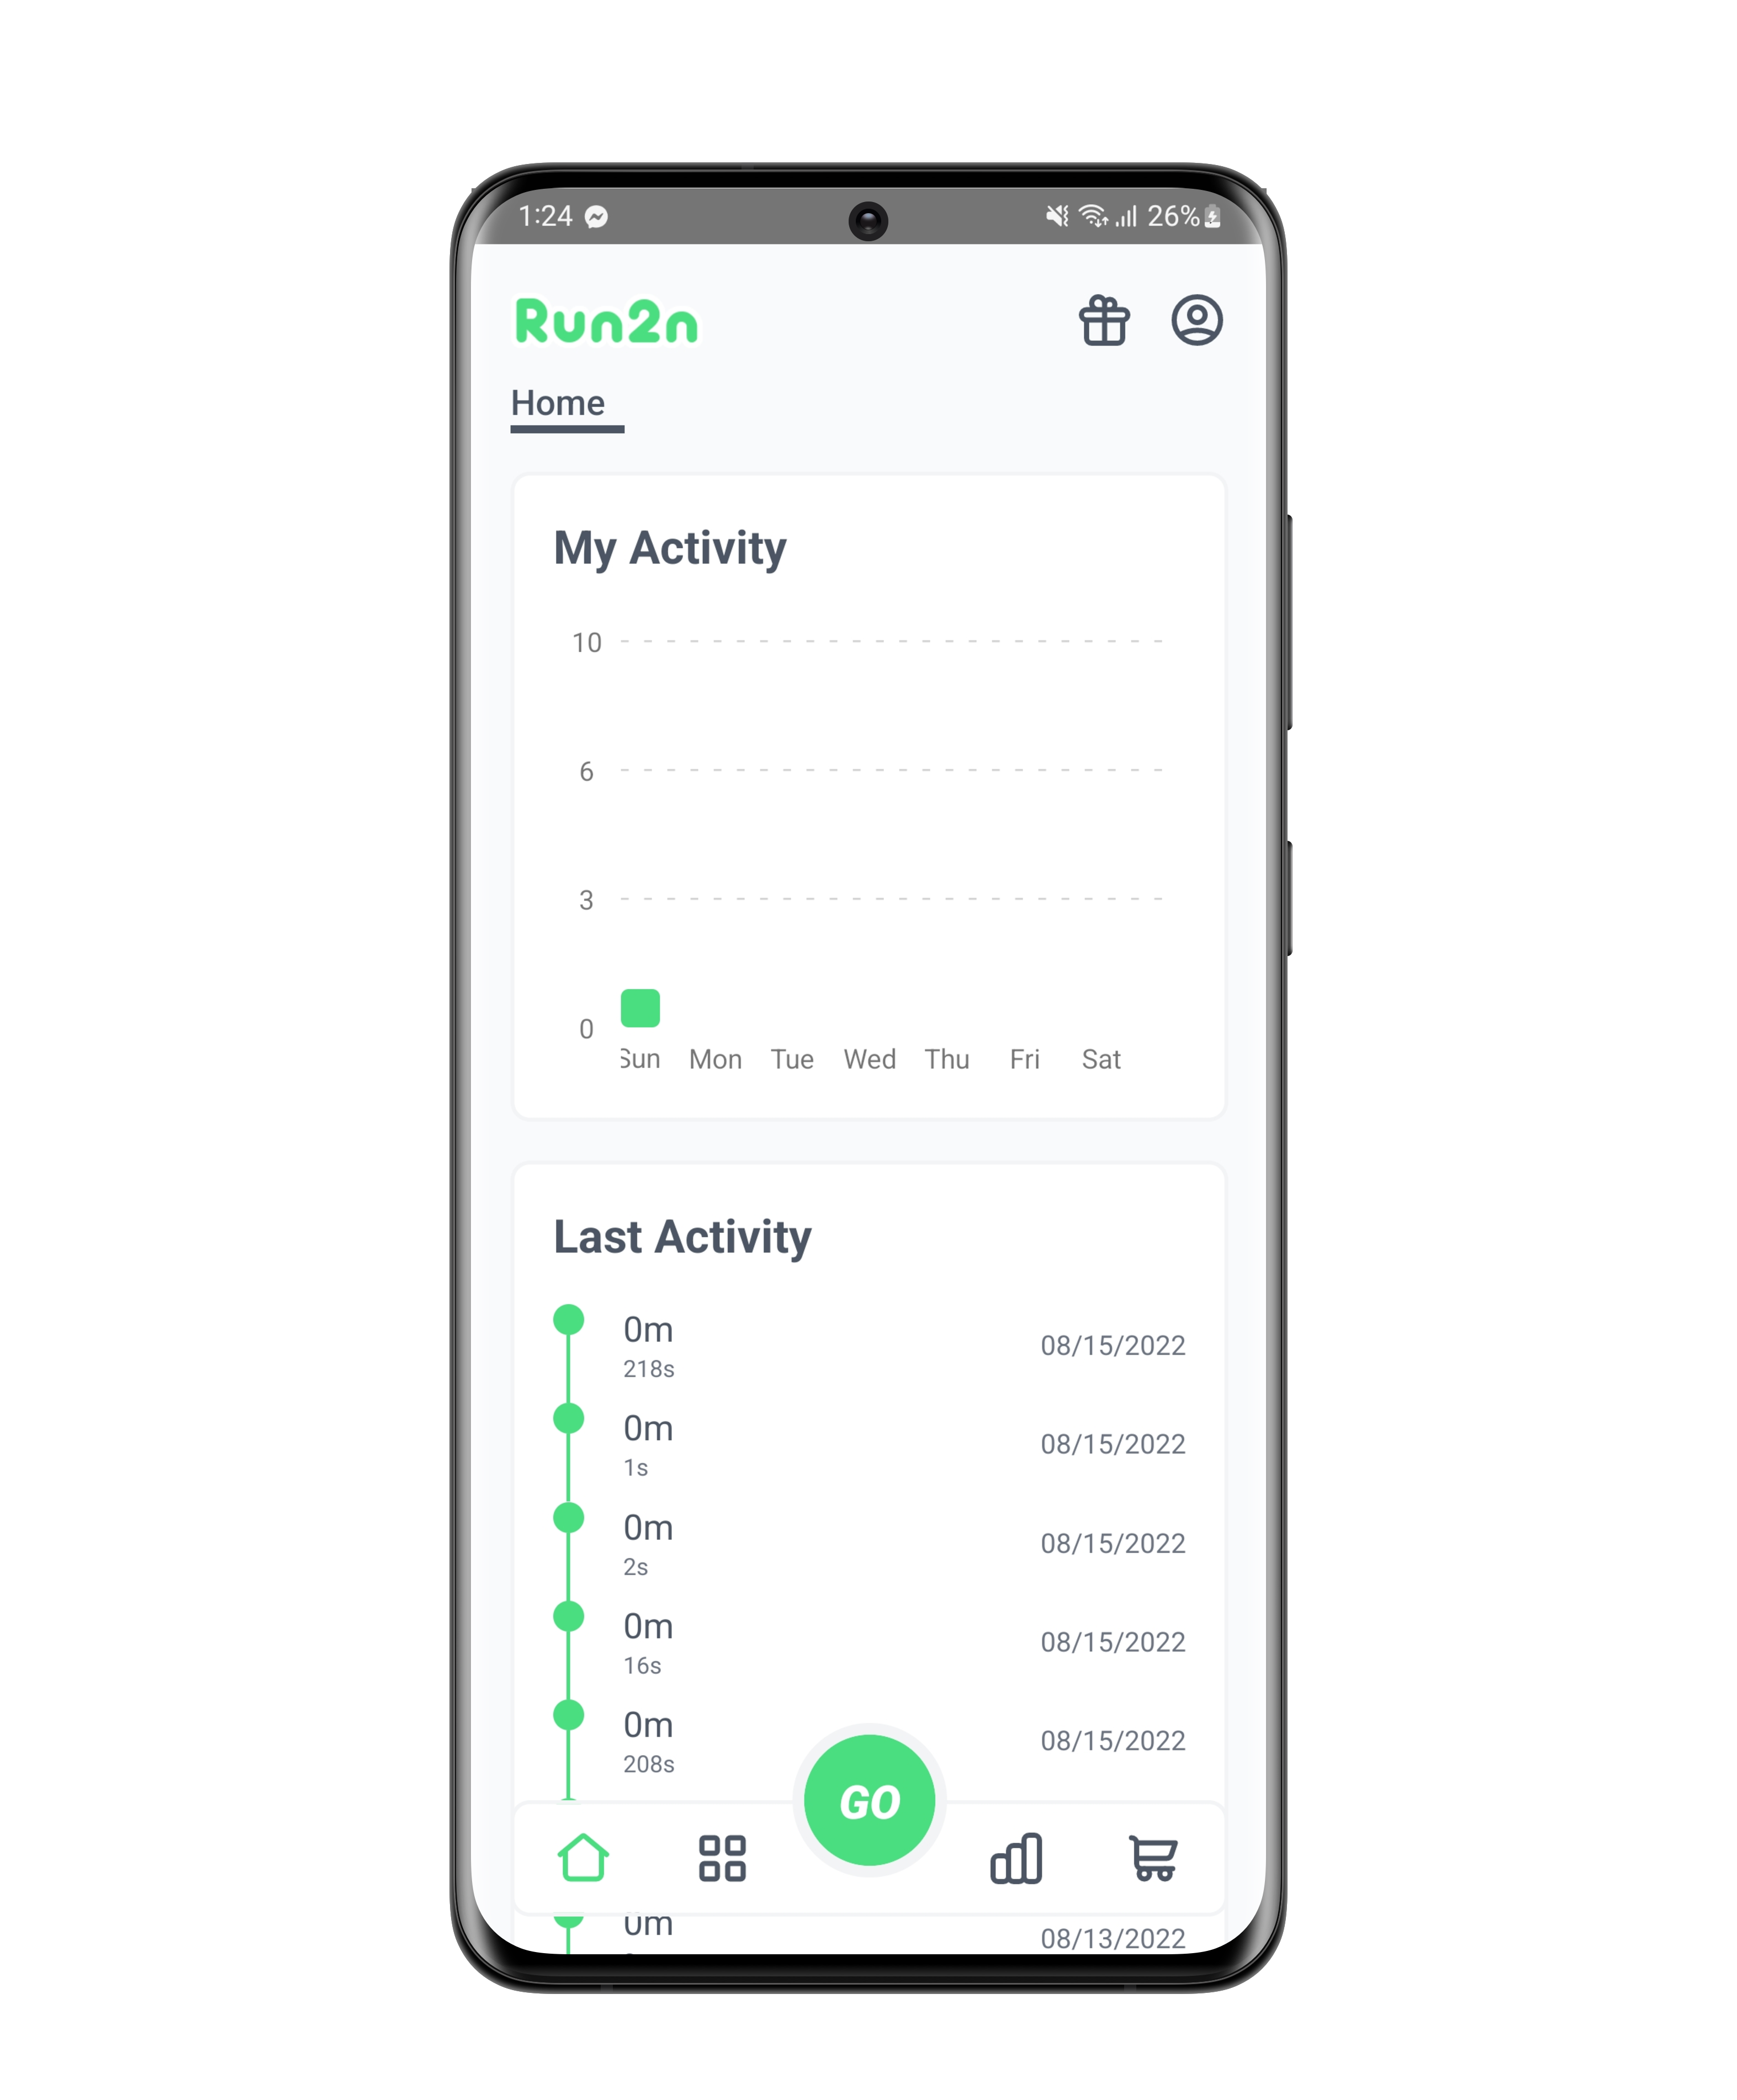 1:24 26%
Run2n
Home
My Activity
10
6
3
0
Sun Mon Tue Wed Thu Fri Sat
Last Activity
0m
218s
08/15/2022
0m
1s
08/15/2022
0m
2s
08/15/2022
0m
16s
08/15/2022
0m
208s
08/15/2022
GO
0m
08/13/2022